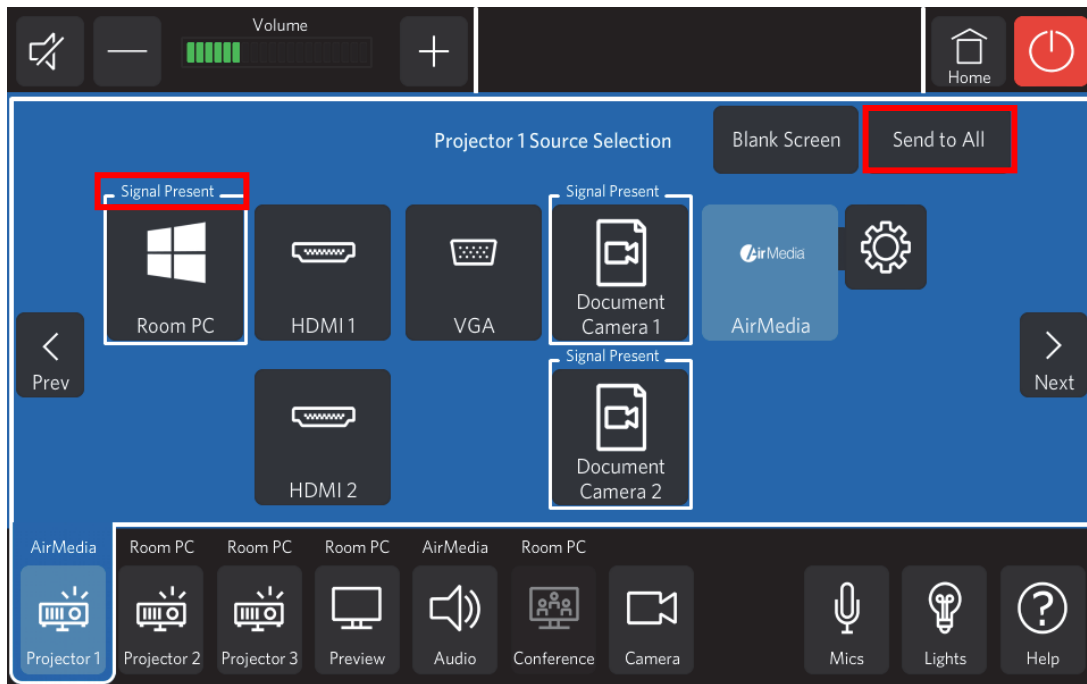 Volume
Home
Projector 1 Source Selection
Blank Screen
Send to All
Signal Present
Signal Present
Room PC
HDMI 1
VGA
Document
Camera 1
AirMedia
AirMedia
Prev
Next
Signal Present
HDMI 2
Document
Camera 2
AirMedia
Room PC
Room PC
Room PC
AirMedia
Room PC
Projector 1
Projector 2
Projector 3
Preview
Audio
Conference
Camera
Mics
Lights
Help